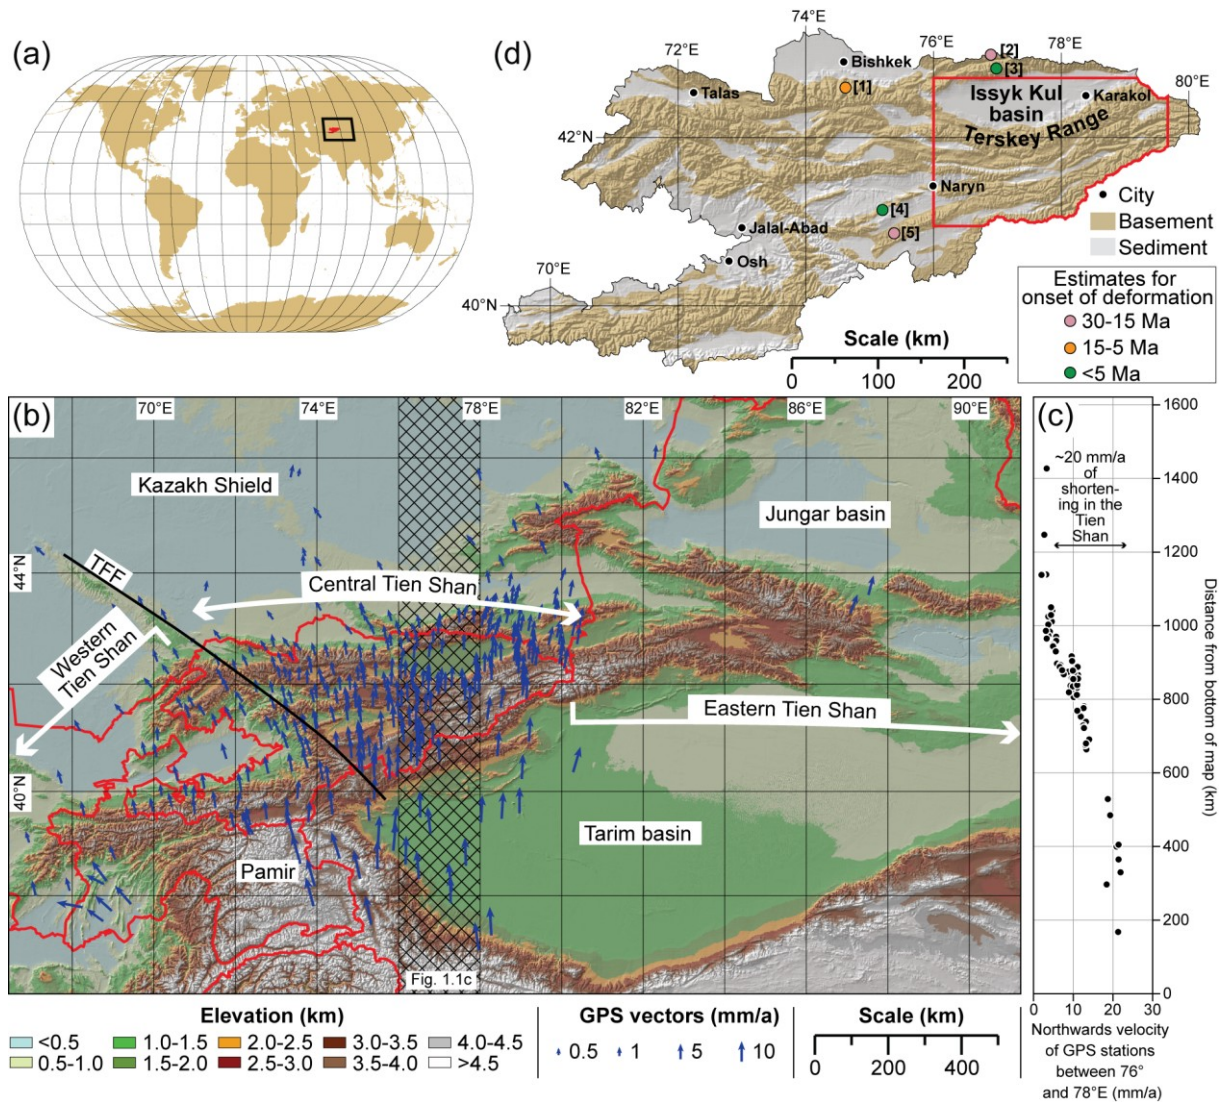 (a)
(d)
74°E
72°E
76°E
78°E
80°E
[2]
[3]
Bishkek
[1]
Talas
Issyk Kul
basin
Karakol
Terskey Range
42°N
Naryn
[4]
[5]
Jalal-Abad
Osh
70°E
40°N
City
Basement
Sediment
Estimates for
onset of deformation
30-15 Ma
15-5 Ma
<5 Ma
Scale (km)
0 100 200
(b)
70°E 74°E 78°E 82°E 86°E 90°E
Kazakh Shield
Jungar basin
44°N
TFF
Central Tien Shan
Western
Tien Shan
Eastern Tien Shan
40°N
Tarim basin
Pamir
Fig. 1.1c
(c)
1600
~20 mm/a
of
shorten-
ing in the
Tien
Shan
1400
1200
1000
800
600
400
200
0
Distance from bottom of map (km)
0 10 20 30
Northwards velocity
of GPS stations
between 76°
and 78°E (mm/a)
Elevation (km)
<0.5 1.0-1.5 2.0-2.5 3.0-3.5 4.0-4.5
0.5-1.0 1.5-2.0 2.5-3.0 3.5-4.0 >4.5
GPS vectors (mm/a)
0.5 1 5 10
Scale (km)
0 200 400